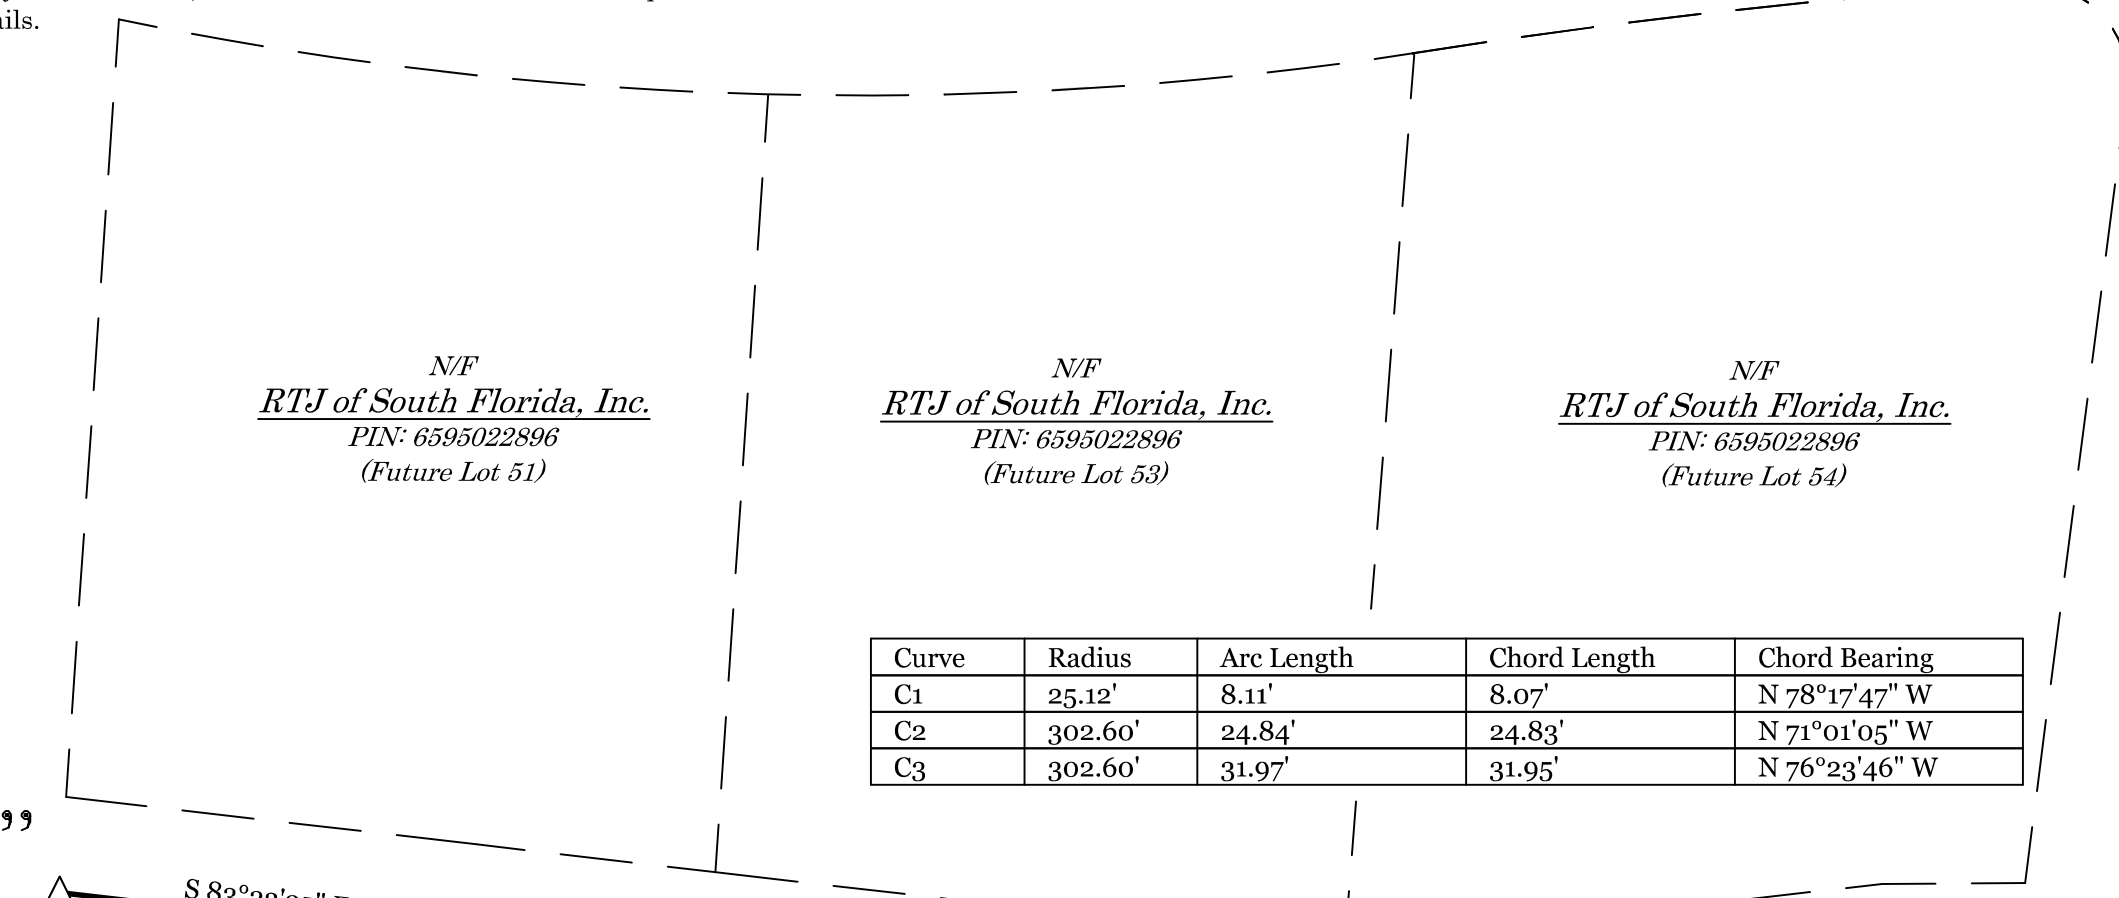 ils.
N/F
RTJ of South Florida, Inc.
PIN: 6595022896
(Future Lot 51)
N/F
RTJ of South Florida, Inc.
PIN: 6595022896
(Future Lot 53)
N/F
RTJ of South Florida, Inc.
PIN: 6595022896
(Future Lot 54)
Curve Radius Arc Length Chord Length Chord Bearing
C1 25.12' 8.11' 8.07' N 78°17'47" W
C2 302.60' 24.84' 24.83' N 71°01'05" W
C3 302.60' 31.97' 31.95' N 76°23'46" W
”